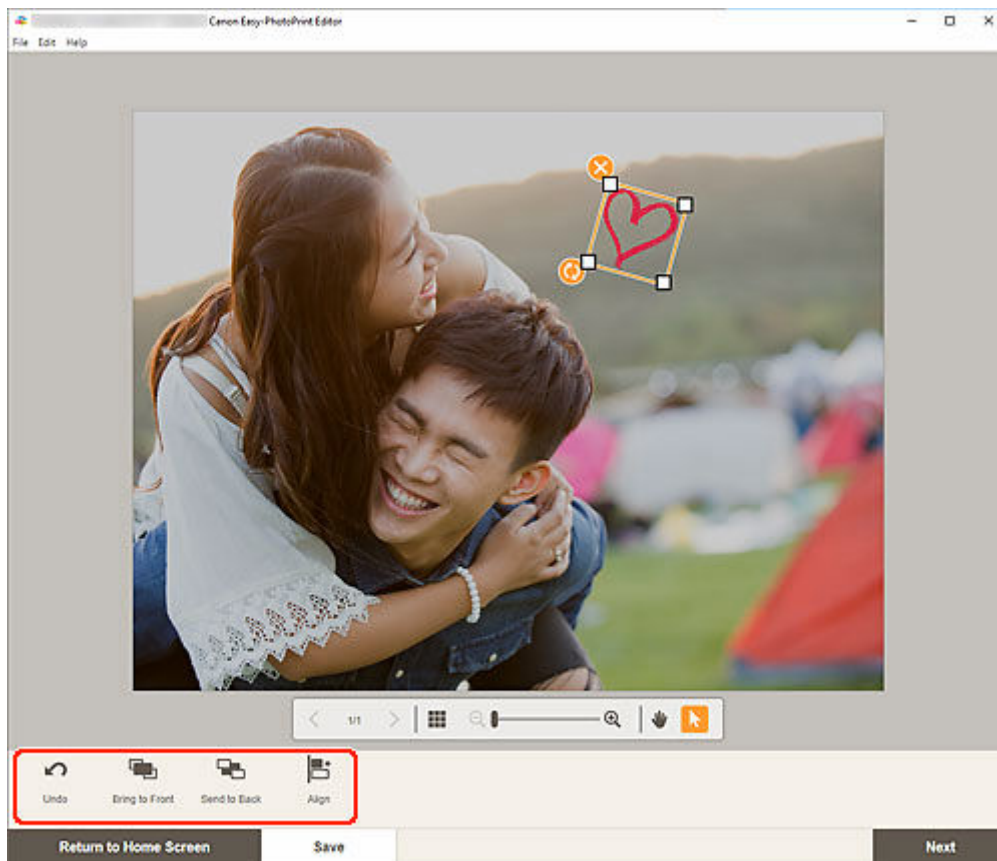 Canon Easy-PhotoPrint Editor
File Edit Help
1/1
Undo Bring to Front Send to Back Align
Return to Home Screen Save Next